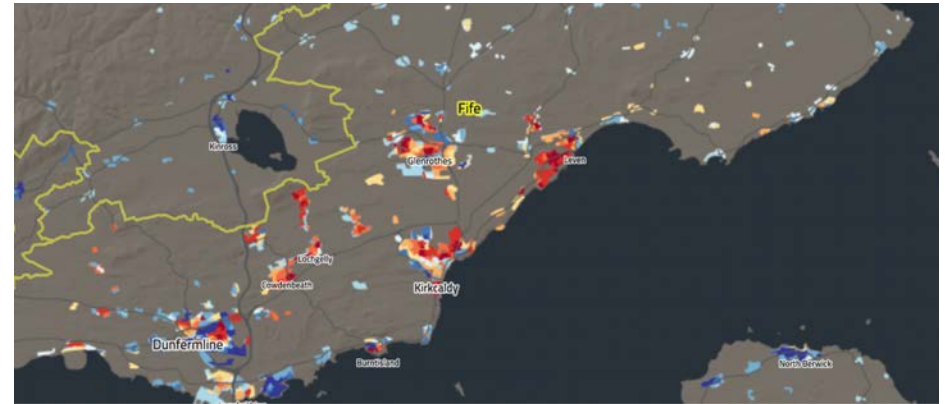 Fife
Kinross
Glenrothes
Leven
Lochgelly
Cowdenbeath
Kirkcaldy
Dunfermline
Burntisland
North Berwick